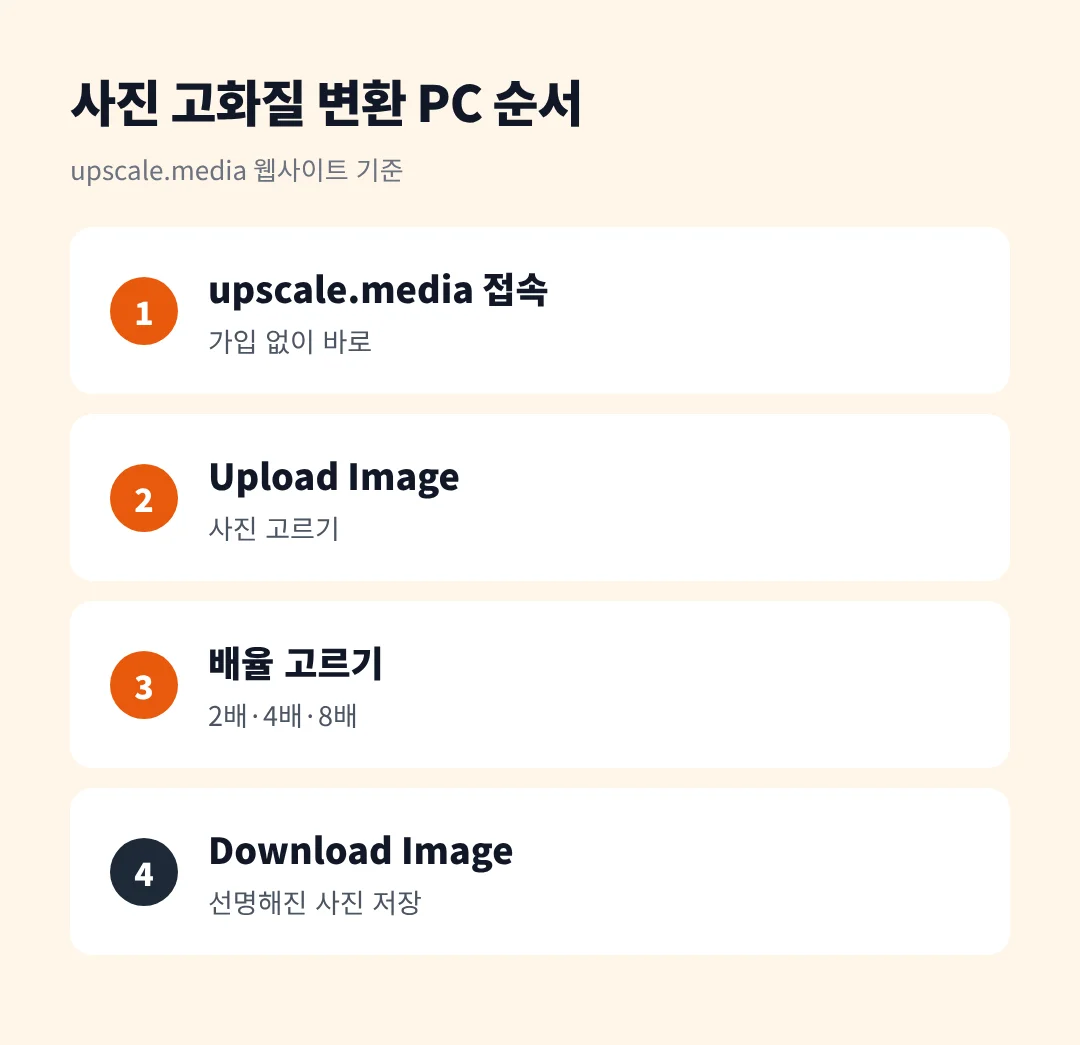 사진 고화질 변환 PC 순서
upscale.media 웹사이트 기준
1
upscale.media 접속
가입 없이 바로
2
Upload Image
사진 고르기
3
배율 고르기
2배·4배·8배
4
Download Image
선명해진 사진 저장